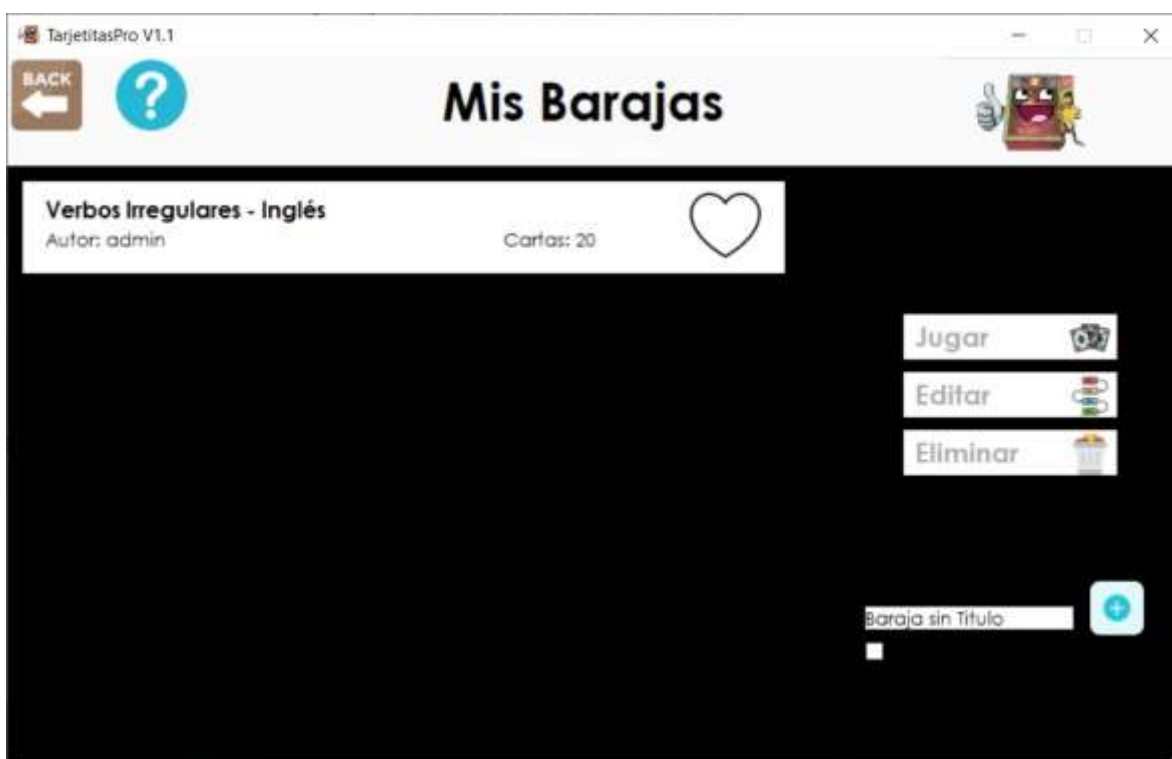 TarjetitasPro V1.1
BACK
?
Mis Barajas
Verbos Irregulares - Inglés
Autor: admin
Cartas: 20
Jugar
Editar
Eliminar
Baraja sin Titulo